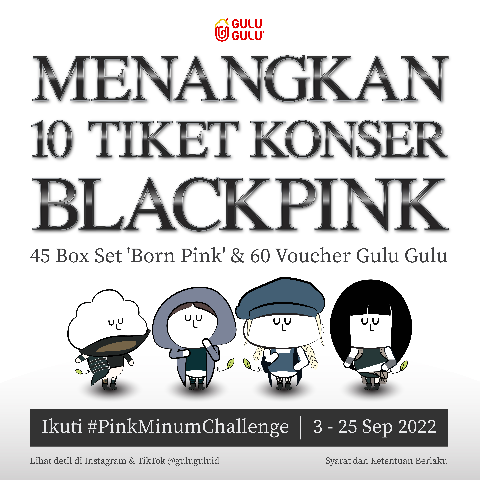 GULU
GULU
MENANGKAN
10 TIKET KONSER
BLACKPINK
45 Box Set 'Born Pink' & 60 Voucher Gulu Gulu
Ikuti #PinkMinumChallenge | 3 - 25 Sep 2022
Lihat detil di Instagram & TikTok @guluguluid
Syarat dan Ketentuan Berlaku